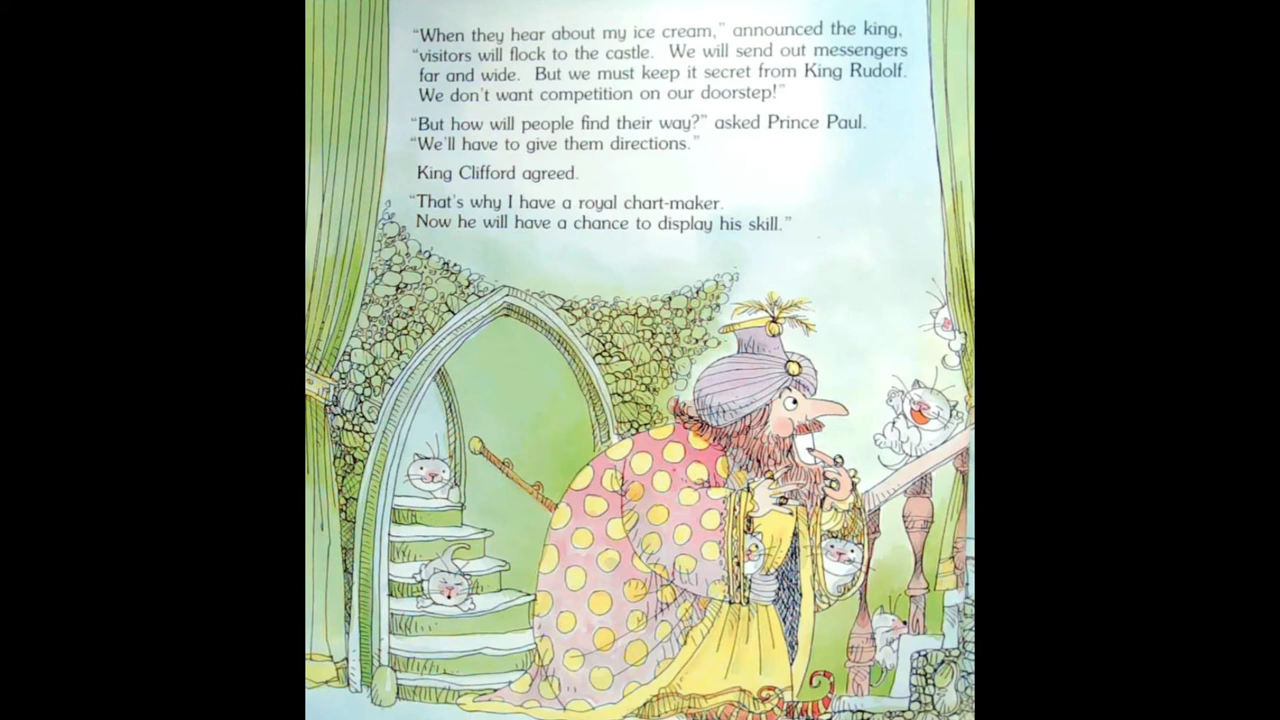 “When they hear about my ice cream,” announced the king,
“visitors will flock to the castle. We will send out messengers
far and wide. But we must keep it secret from King Rudolf.
We don't want competition on our doorstep!”
“But how will people find their way?” asked Prince Paul.
“We'll have to give them directions.”
King Clifford agreed.
“That's why I have a royal chart-maker.
Now he will have a chance to display his skill.”